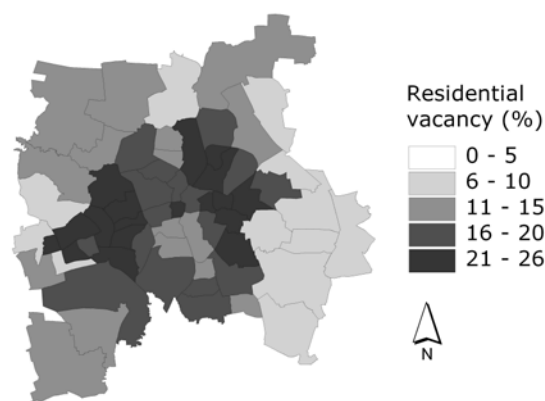 Residential
vacancy (%)
0 - 5
6 - 10
11 - 15
16 - 20
21 - 26
N